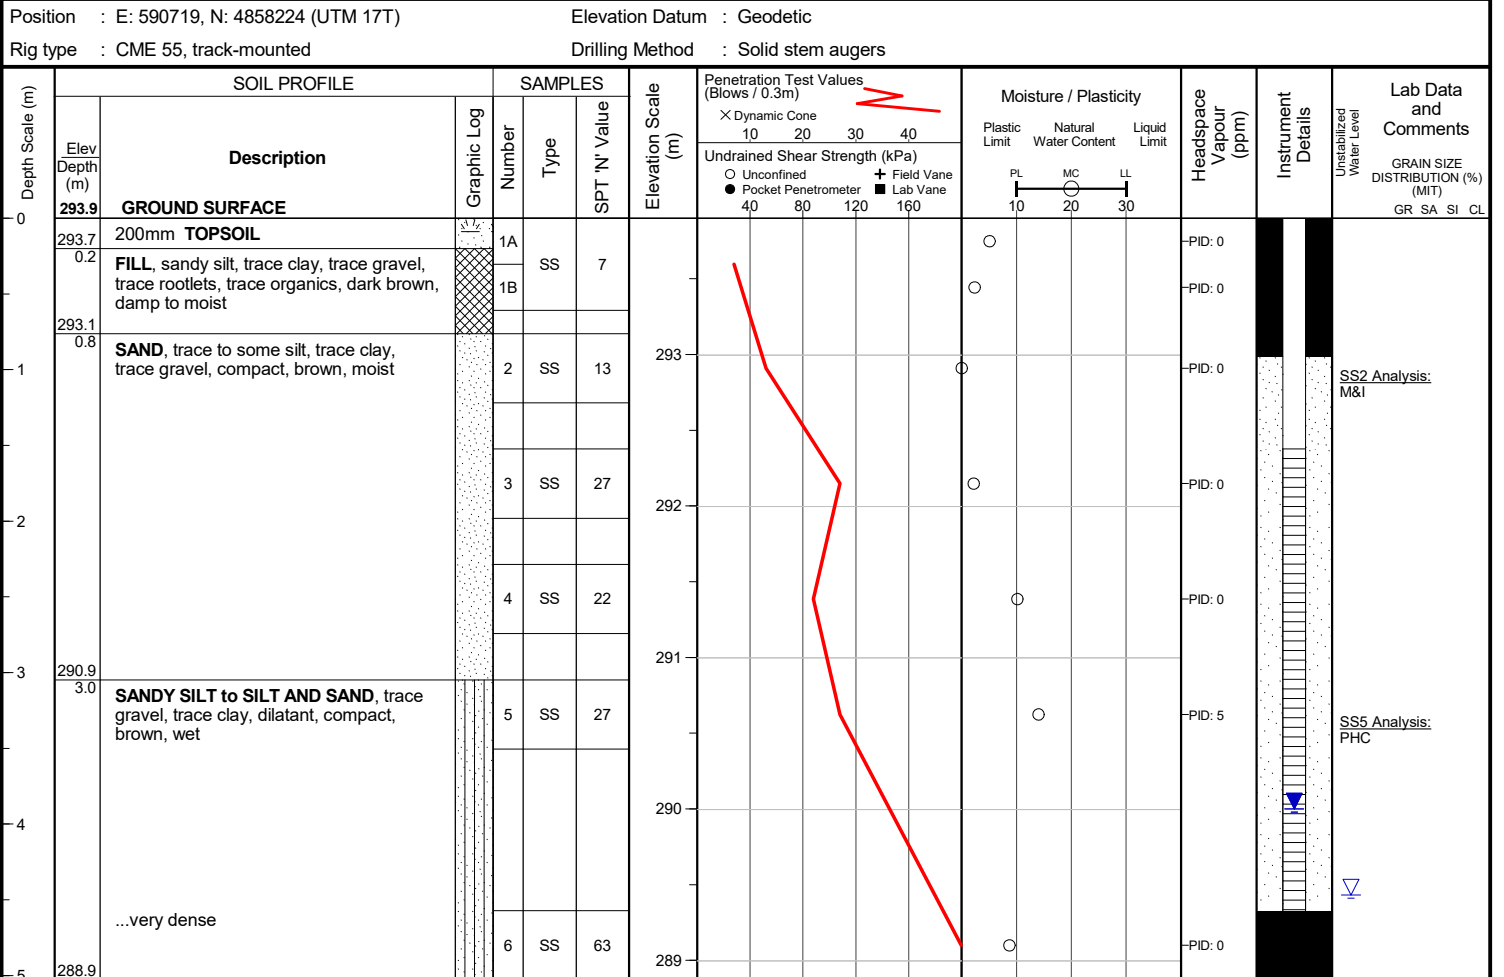 Position : E: 590719, N: 4858224 (UTM 17T) Elevation Datum : Geodetic
Rig type : CME 55, track-mounted Drilling Method : Solid stem augers
Depth Scale (m)
SOIL PROFILE
Elev
Depth
(m)
Description
Graphic Log
293.9 GROUND SURFACE
SAMPLES
Number
Type
SPT 'N' Value
Elevation Scale
(m)
Penetration Test Values
(Blows / 0.3m)
Dynamic Cone
10 20 30 40
Undrained Shear Strength (kPa)
Unconfined Field Vane
Pocket Penetrometer Lab Vane
40 80 120 160
Moisture / Plasticity
Plastic Limit
Natural Water Content
Liquid Limit
PL MC LL
10 20 30
Headspace
Vapour
(ppm)
Instrument
Details
Unstabilized
Water Level
Lab Data
and
Comments
GRAIN SIZE
DISTRIBUTION (%)
(MIT)
GR SA SI CL
0
200mm TOPSOIL
293.7
0.2
1A
SS 7
PID: 0
FILL, sandy silt, trace clay, trace gravel,
trace rootlets, trace organics, dark brown,
damp to moist
1B
PID: 0
293.1
0.8
SAND, trace to some silt, trace clay,
trace gravel, compact, brown, moist
293
1
2 SS 13
PID: 0
SS2 Analysis:
M&I
3 SS 27
PID: 0
292
2
4 SS 22
PID: 0
291
290.9
3
3.0
SANDY SILT to SILT AND SAND, trace
gravel, trace clay, dilatant, compact,
brown, wet
5 SS 27
PID: 5
SS5 Analysis:
PHC
290
4
...very dense
6 SS 63
PID: 0
289
288.9
5